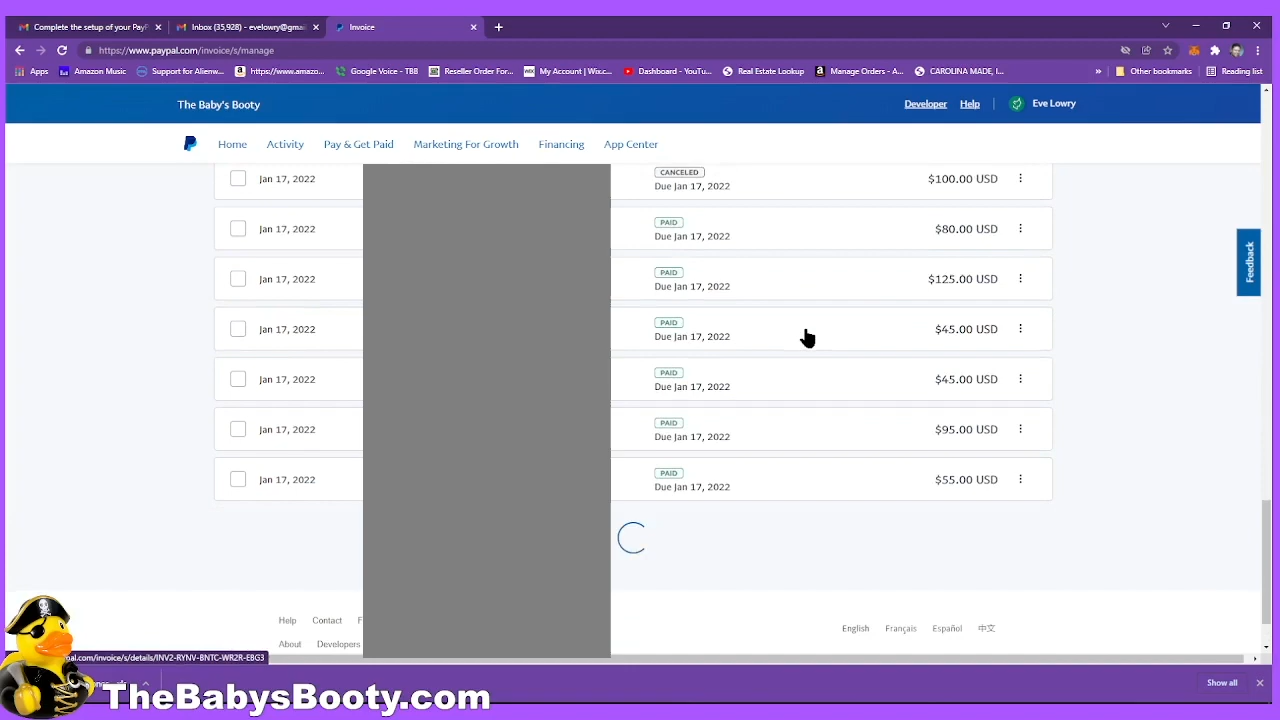 Complete the setup of your PayP
Inbox (35,928) - evelowry@gmai
Invoice
https://www.paypal.com/invoice/s/manage
Apps
Amazon Music
Support for Alienw...
https://www.amazo...
Google Voice - TBB
Reseller Order For...
My Account | Wix.c...
Dashboard - YouTu...
Real Estate Lookup
Manage Orders - A...
CAROLINA MADE, I...
»
Other bookmarks
Reading list
The Baby's Booty
Developer
Help
Eve Lowry
Home
Activity
Pay & Get Paid
Marketing For Growth
Financing
App Center
Jan 17, 2022
CANCELED
Due Jan 17, 2022
$100.00 USD
Jan 17, 2022
PAID
Due Jan 17, 2022
$80.00 USD
Jan 17, 2022
PAID
Due Jan 17, 2022
$125.00 USD
Jan 17, 2022
PAID
Due Jan 17, 2022
$45.00 USD
Jan 17, 2022
PAID
Due Jan 17, 2022
$45.00 USD
Jan 17, 2022
PAID
Due Jan 17, 2022
$95.00 USD
Jan 17, 2022
PAID
Due Jan 17, 2022
$55.00 USD
Feedback
Help
Contact
F
English
Français
Español
中文
About
Developers
pal.com/invoice/s/details/INV2-RYNV-BNTC-WR2R-EBG3
Show all
TheBabysBooty.com